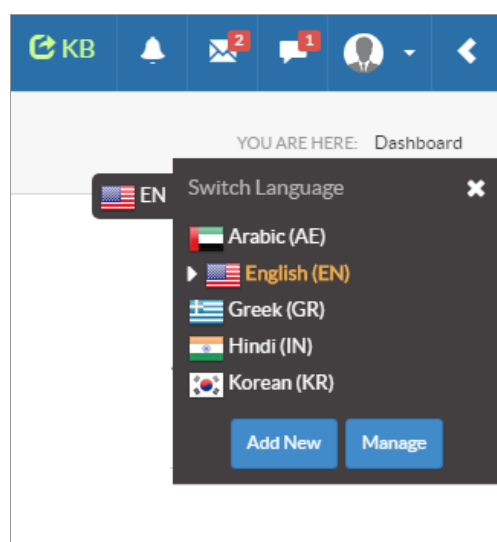 KB
2
1
YOU ARE HERE: Dashboard
EN
Switch Language
Arabic (AE)
English (EN)
Greek (GR)
Hindi (IN)
Korean (KR)
Add New
Manage